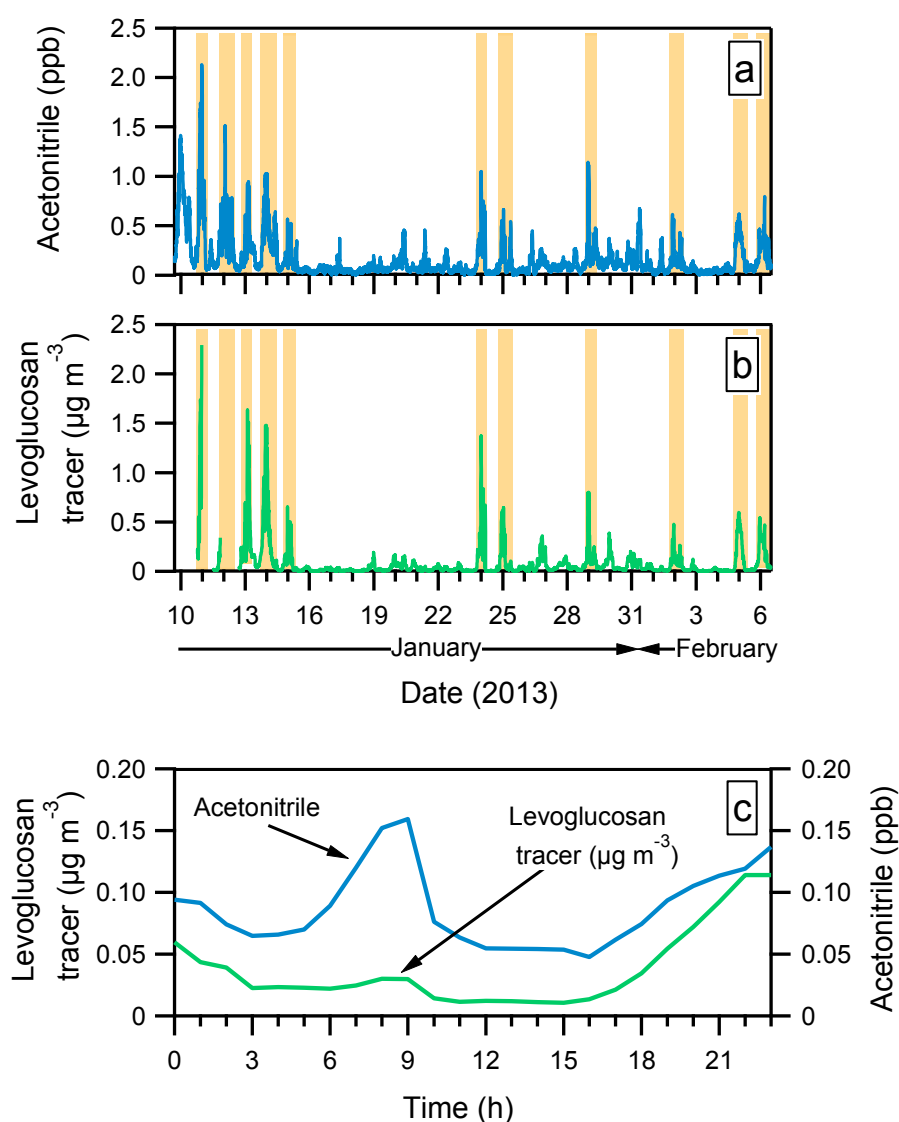 2.5
2.0
1.5
1.0
0.5
0
Acetonitrile (ppb)
a
2.5
2.0
1.5
1.0
0.5
0
Levoglucosan
tracer (µg m⁻³)
b
10 13 16 19 22 25 28 31 3 6
January February
Date (2013)
0.20
0.15
0.10
0.05
0
Levoglucosan
tracer (µg m⁻³)
Acetonitrile
Levoglucosan
tracer (µg m⁻³)
c
0.20
0.15
0.10
0.05
0
Acetonitrile (ppb)
0 3 6 9 12 15 18 21
Time (h)